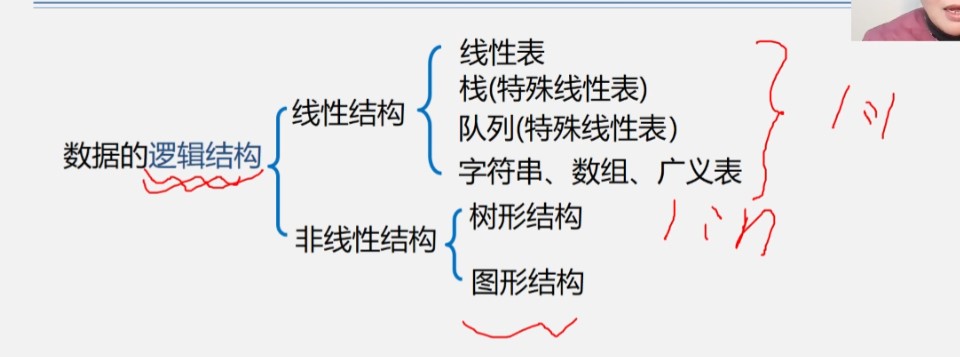 线性表
栈(特殊线性表)
线性结构
队列(特殊线性表)
1:1
数据的逻辑结构
字符串、数组、广义表
树形结构
1:n
非线性结构
图形结构